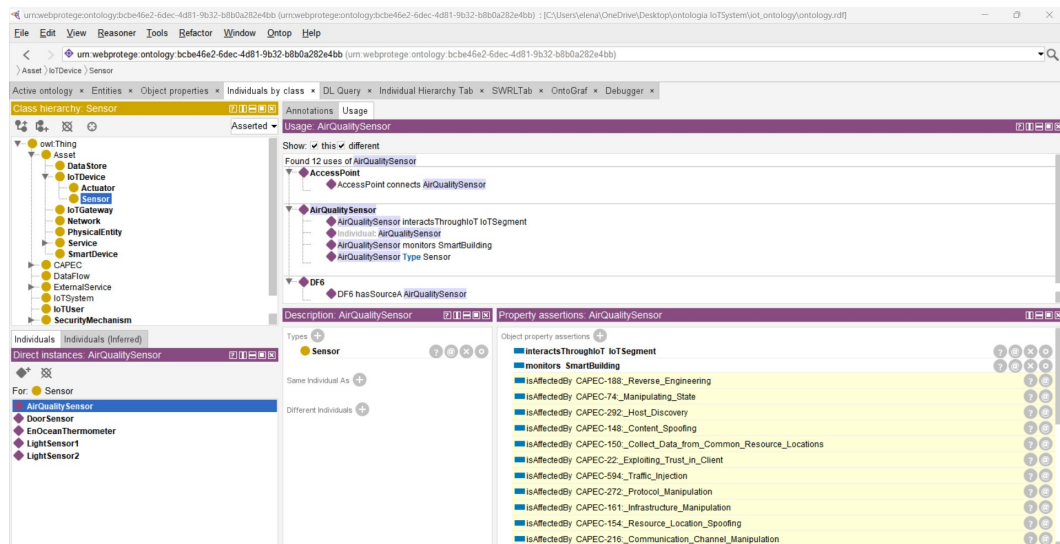 urn:webprotege:ontology:bcbe46e2-6dec-4d81-9b32-b8b0a282e4bb (urn:webprotege:ontology:bcbe46e2-6dec-4d81-9b32-b8b0a282e4bb) : [C:\Users\elena\OneDrive\Desktop\ontologia IoTSystem\iot_ontology\ontology.rdf]
File Edit View Reasoner Tools Refactor Window Ontop Help
urn:webprotege:ontology:bcbe46e2-6dec-4d81-9b32-b8b0a282e4bb (urn:webprotege:ontology:bcbe46e2-6dec-4d81-9b32-b8b0a282e4bb)
Asset IoTDevice Sensor
Active ontology × Entities × Object properties × Individuals by class × DL Query × Individual Hierarchy Tab × SWRLTab × OntoGraf × Debugger ×
Class hierarchy: Sensor
Asserted
owl:Thing
Asset
DataStore
IoTDevice
Actuator
Sensor
IoTGateway
Network
PhysicalEntity
Service
SmartDevice
CAPEC
DataFlow
ExternalService
IoTSystem
IoTUser
SecurityMechanism
Annotations Usage
Usage: AirQualitySensor
Show: this different
Found 12 uses of AirQualitySensor
AccessPoint
AccessPoint connects AirQualitySensor
AirQualitySensor
AirQualitySensor interactsThroughIoT IoTSegment
Individual: AirQualitySensor
AirQualitySensor monitors SmartBuilding
AirQualitySensor Type Sensor
DF6
DF6 hasSourceA AirQualitySensor
Individuals Individuals (Inferred)
Direct instances: AirQualitySensor
For: Sensor
AirQualitySensor
DoorSensor
EnOceanThermometer
LightSensor1
LightSensor2
Description: AirQualitySensor
Types
Sensor
Same Individual As
Different Individuals
Property assertions: AirQualitySensor
Object property assertions
interactsThroughIoT IoTSegment
monitors SmartBuilding
isAffectedBy CAPEC-188:_Reverse_Engineering
isAffectedBy CAPEC-74:_Manipulating_State
isAffectedBy CAPEC-292:_Host_Discovery
isAffectedBy CAPEC-148:_Content_Spoofing
isAffectedBy CAPEC-150:_Collect_Data_from_Common_Resource_Locations
isAffectedBy CAPEC-22:_Exploiting_Trust_in_Client
isAffectedBy CAPEC-594:_Traffic_Injection
isAffectedBy CAPEC-272:_Protocol_Manipulation
isAffectedBy CAPEC-161:_Infrastructure_Manipulation
isAffectedBy CAPEC-154:_Resource_Location_Spoofing
isAffectedBy CAPEC-216:_Communication_Channel_Manipulation